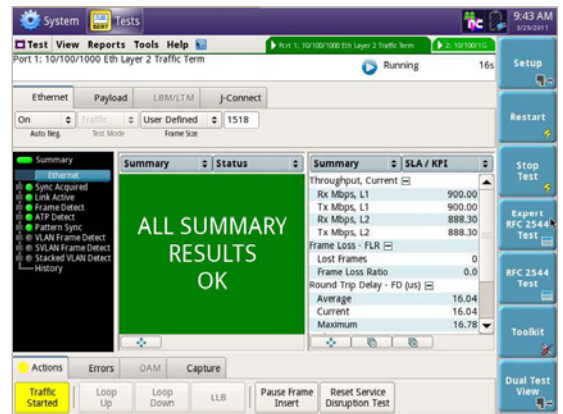 System
BERT
Tests
9:43 AM
3/29/2011
Test View Reports Tools Help
Port 1: 10/100/1000 Eth Layer 2 Traffic Term
2: 10/100/1G
Port 1: 10/100/1000 Eth Layer 2 Traffic Term
Running
16s
Ethernet
Payload
LBM/LTM
J-Connect
On
Traffic
User Defined
1518
Auto Neg.
Test Mode
Frame Size
Summary
Ethernet
Sync Acquired
Link Active
Frame Detect
ATP Detect
Pattern Sync
VLAN Frame Detect
SVLAN Frame Detect
Stacked VLAN Detect
History
Summary
Status
ALL SUMMARY
RESULTS
OK
Summary
SLA / KPI
Throughput, Current
Rx Mbps, L1 900.00
Tx Mbps, L1 900.00
Rx Mbps, L2 888.30
Tx Mbps, L2 888.30
Frame Loss - FLR
Lost Frames 0
Frame Loss Ratio 0.0
Round Trip Delay - FD (us)
Average 16.04
Current 16.04
Maximum 16.78
Setup
Restart
Stop
Test
Expert
RFC 2544
Test
RFC 2544
Test
Toolkit
Dual Test
View
Actions
Errors
OAM
Capture
Traffic
Started
Loop
Up
Loop
Down
LLB
Pause Frame
Insert
Reset Service
Disruption Test